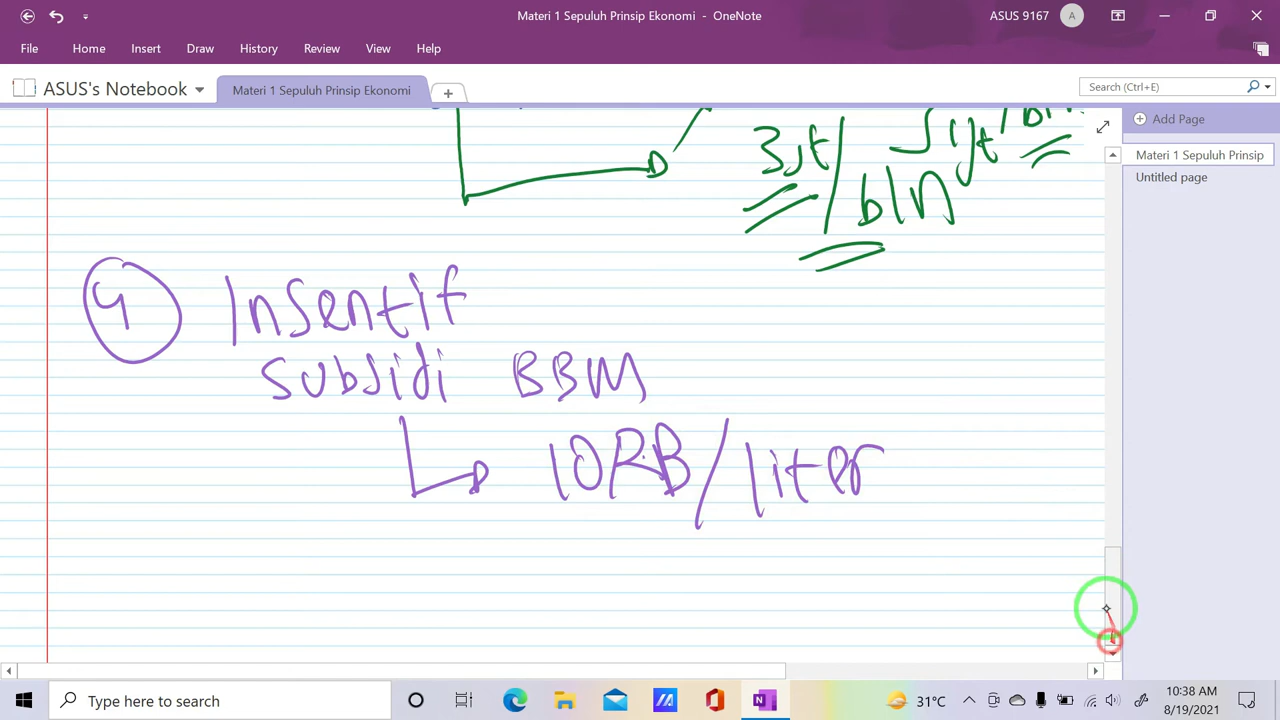 Materi 1 Sepuluh Prinsip Ekonomi - OneNote
ASUS 9167
A
File Home Insert Draw History Review View Help
ASUS's Notebook
Materi 1 Sepuluh Prinsip Ekonomi
Search (Ctrl+E)
Add Page
Materi 1 Sepuluh Prinsip
Untitled page
3jt/
bln
4 Insentif
Subsidi BBM
10RB/liter
Type here to search
31°C
10:38 AM
8/19/2021